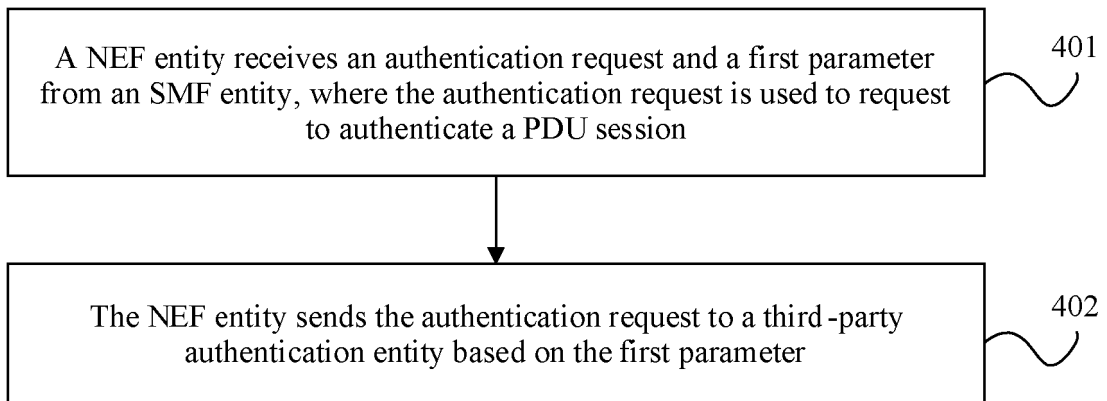 A NEF entity receives an authentication request and a first parameter
from an SMF entity, where the authentication request is used to request
to authenticate a PDU session
401
The NEF entity sends the authentication request to a third-party
authentication entity based on the first parameter
402